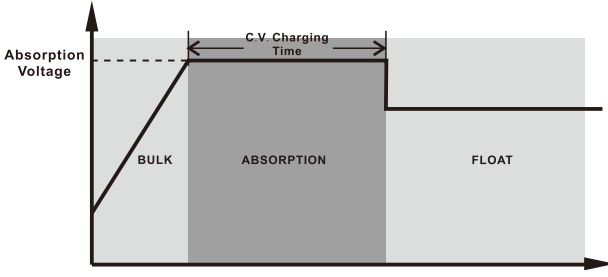 C.V. Charging
Time
Absorption
Voltage
BULK
ABSORPTION
FLOAT